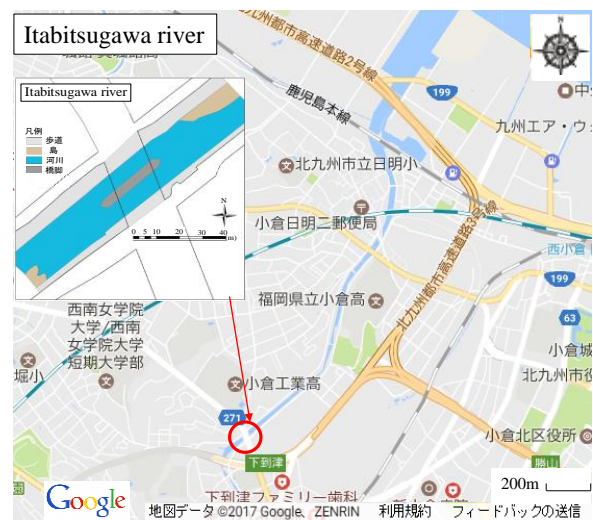 Itabitsugawa river
Itabitsugawa river
凡例
歩道
島
河川
橋脚
N
0 5 10 20 30 40
(m)
N
北九州都市高速道路2号線
鹿児島本線
199
九州エア・ウォ
北九州市立日明小
小倉日明二郵便局
北九州都市高速道路3号線
西小倉
199
福岡県立小倉高
63
西南女学院
大学/西南
女学院大学
短期大学部
小倉城
北九州市役
堀小
小倉工業高
271
小倉北区役所
下到津
勝山
下到津ファミリー歯科
200m
Google
地図データ ©2017 Google、ZENRIN 利用規約 フィードバックの送信